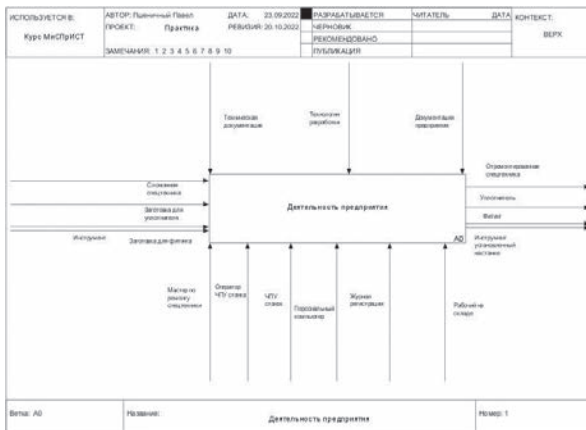 ИСПОЛЬЗУЕТСЯ В:
Курс МиСПрИСТ
АВТОР: Пшеничный Павел
ДАТА: 23.09.2022
ПРОЕКТ: Практика
РЕВИЗИЯ: 20.10.2022
ЗАМЕЧАНИЯ: 1 2 3 4 5 6 7 8 9 10
РАЗРАБАТЫВАЕТСЯ
ЧЕРНОВИК
РЕКОМЕНДОВАНО
ПУБЛИКАЦИЯ
ЧИТАТЕЛЬ
ДАТА
КОНТЕКСТ:
ВЕРХ
Техническая
документация
Технологии
разработки
Документация
предприятия
Сломанная
спецтехника
Заготовка для
уплотнителя
Инструмент
Заготовка для фитинга
Деятельность предприятия
A0
Отремонтированная
спецтехника
Уплотнитель
Фитинг
Инструмент
установленный
на станке
Мастер по
ремонту
спецтехники
Оператор
ЧПУ станка
ЧПУ
станок
Персональный
компьютер
Журнал
регистрации
Рабочий на
складе
Ветка: A0
Название:
Деятельность предприятия
Номер: 1